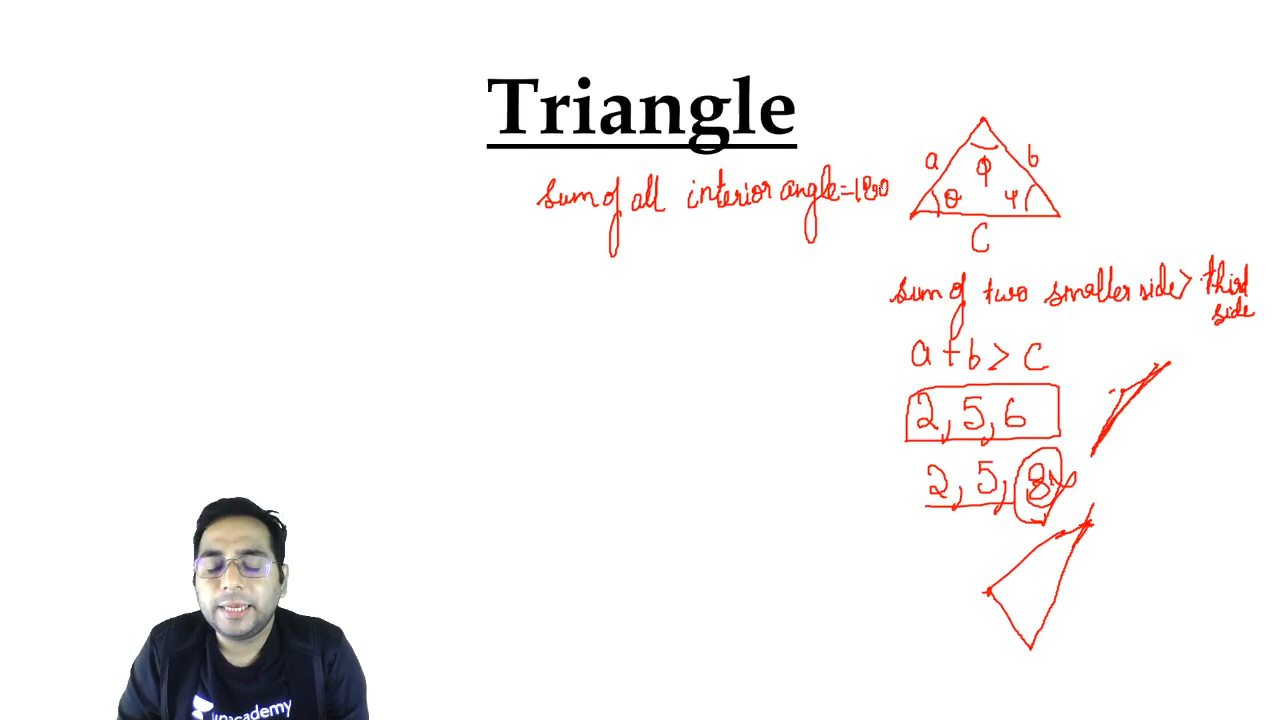 Triangle
sum of all interior angle=180
a
b
φ
θ
φ
C
sum of two smaller side > third
side
a + b > c
2, 5, 6
2, 5, 8
unacademy